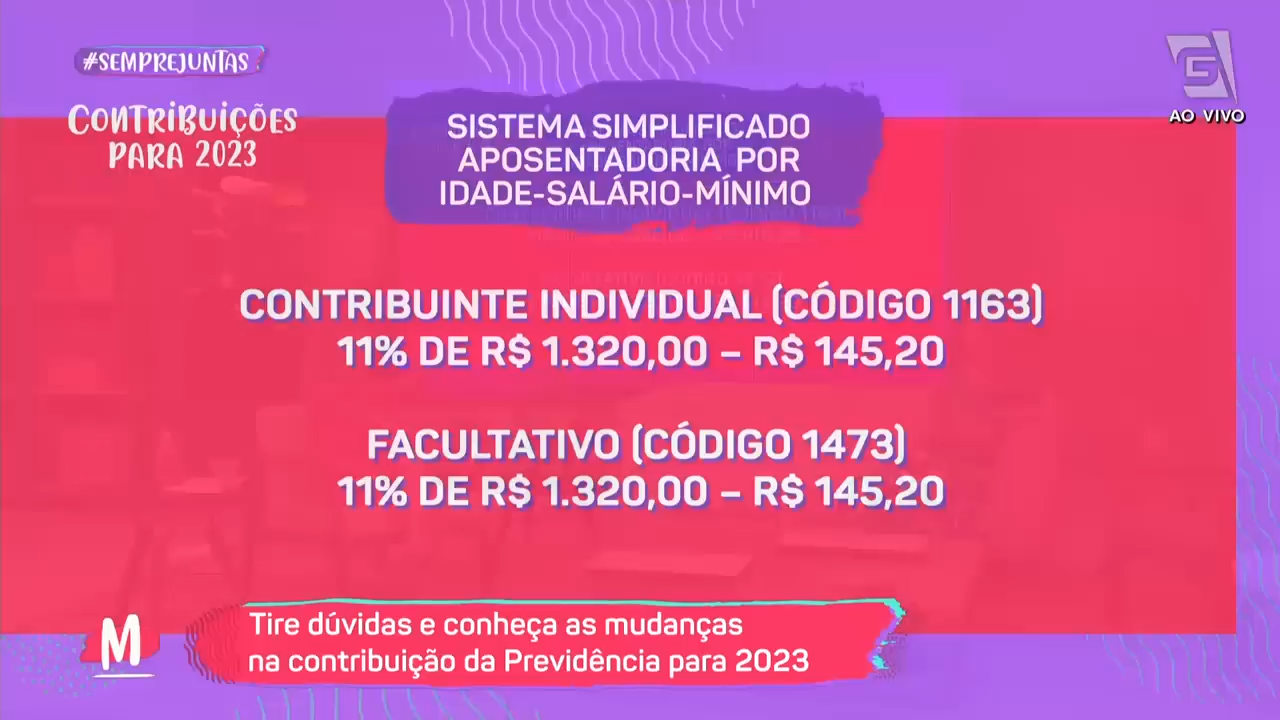 #SEMPREJUNTAS
CONTRIBUIÇÕES
PARA 2023
AO VIVO
SISTEMA SIMPLIFICADO
APOSENTADORIA POR
IDADE-SALÁRIO-MÍNIMO
CONTRIBUINTE INDIVIDUAL (CÓDIGO 1163)
11% DE R$ 1.320,00 – R$ 145,20
FACULTATIVO (CÓDIGO 1473)
11% DE R$ 1.320,00 – R$ 145,20
M
Tire dúvidas e conheça as mudanças
na contribuição da Previdência para 2023